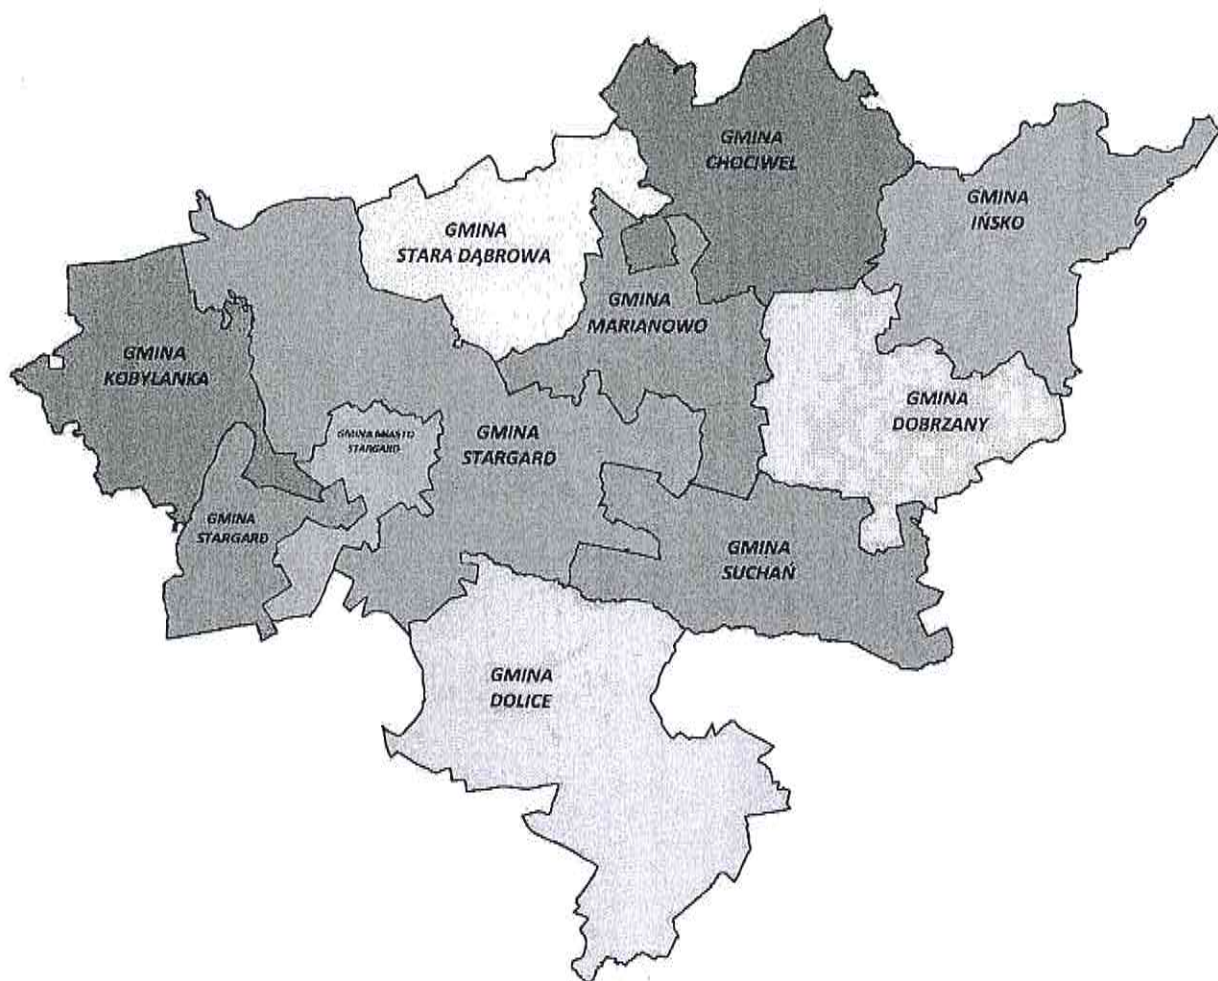 GMINA
CHOCIWEL
GMINA
IŃSKO
GMINA
STARA DĄBROWA
GMINA
MARIANOWO
GMINA
KOBYLANKA
GMINA
DOBRZANY
GMINA MIASTO
STARGARD
GMINA
STARGARD
GMINA
STARGARD
GMINA
SUCHAŃ
GMINA
DOLICE